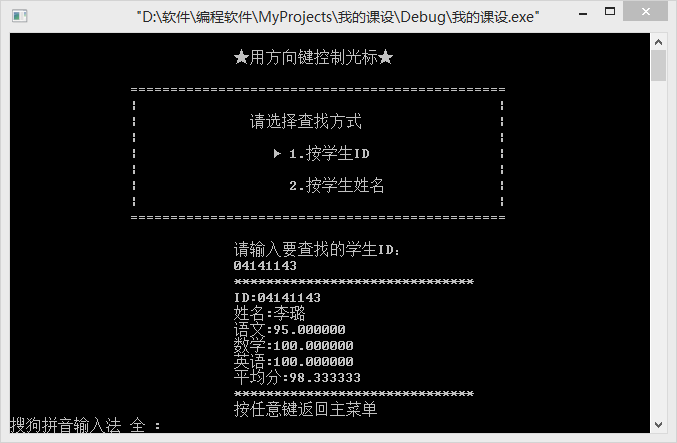 "D:\软件\编程软件\MyProjects\我的课设\Debug\我的课设.exe"
★用方向键控制光标★
===============================================
请选择查找方式
▶ 1.按学生ID
2.按学生姓名
===============================================
请输入要查找的学生ID:
04141143
******************************
ID:04141143
姓名:李璐
语文:95.000000
数学:100.000000
英语:100.000000
平均分:98.333333
******************************
按任意键返回主菜单
搜狗拼音输入法 全 :